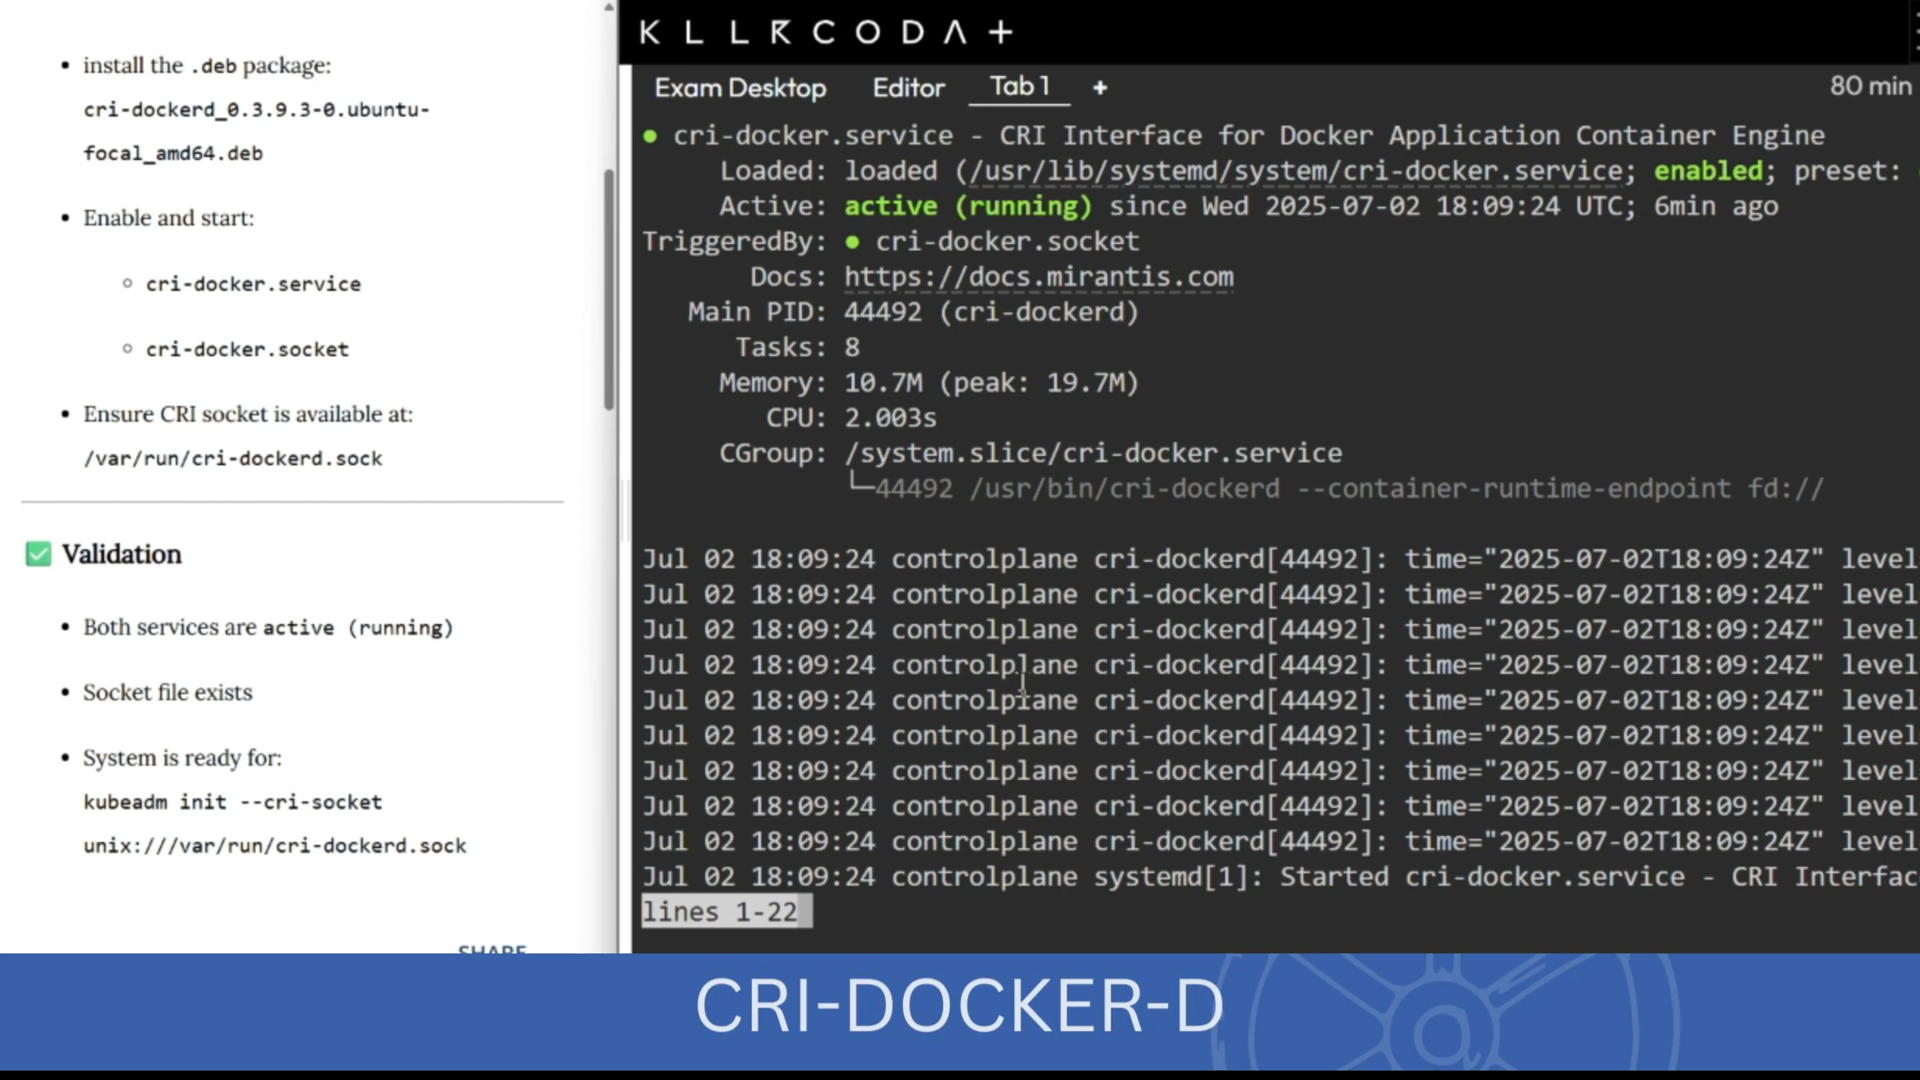 install the .deb package:
cri-dockerd_0.3.9.3-0.ubuntu-
focal_amd64.deb
Enable and start:
cri-docker.service
cri-docker.socket
Ensure CRI socket is available at:
/var/run/cri-dockerd.sock
Validation
Both services are active (running)
Socket file exists
System is ready for:
kubeadm init --cri-socket
unix:///var/run/cri-dockerd.sock
SHARE
KLLRCODA+
Exam Desktop Editor Tab 1 + 80 min
● cri-docker.service - CRI Interface for Docker Application Container Engine
Loaded: loaded (/usr/lib/systemd/system/cri-docker.service; enabled; preset:
Active: active (running) since Wed 2025-07-02 18:09:24 UTC; 6min ago
TriggeredBy: ● cri-docker.socket
Docs: https://docs.mirantis.com
Main PID: 44492 (cri-dockerd)
Tasks: 8
Memory: 10.7M (peak: 19.7M)
CPU: 2.003s
CGroup: /system.slice/cri-docker.service
└─44492 /usr/bin/cri-dockerd --container-runtime-endpoint fd://
Jul 02 18:09:24 controlplane cri-dockerd[44492]: time="2025-07-02T18:09:24Z" level
Jul 02 18:09:24 controlplane cri-dockerd[44492]: time="2025-07-02T18:09:24Z" level
Jul 02 18:09:24 controlplane cri-dockerd[44492]: time="2025-07-02T18:09:24Z" level
Jul 02 18:09:24 controlplane cri-dockerd[44492]: time="2025-07-02T18:09:24Z" level
Jul 02 18:09:24 controlplane cri-dockerd[44492]: time="2025-07-02T18:09:24Z" level
Jul 02 18:09:24 controlplane cri-dockerd[44492]: time="2025-07-02T18:09:24Z" level
Jul 02 18:09:24 controlplane cri-dockerd[44492]: time="2025-07-02T18:09:24Z" level
Jul 02 18:09:24 controlplane cri-dockerd[44492]: time="2025-07-02T18:09:24Z" level
Jul 02 18:09:24 controlplane cri-dockerd[44492]: time="2025-07-02T18:09:24Z" level
Jul 02 18:09:24 controlplane systemd[1]: Started cri-docker.service - CRI Interfac
lines 1-22
CRI-DOCKER-D